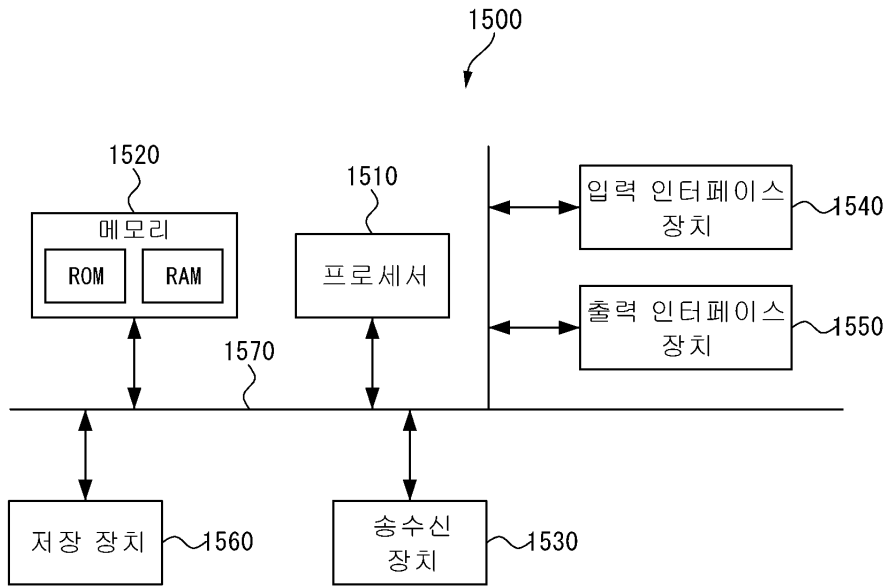 1500
1520
메모리
ROM
RAM
1510
프로세서
입력 인터페이스
장치
1540
출력 인터페이스
장치
1550
1570
저장 장치
1560
송수신
장치
1530